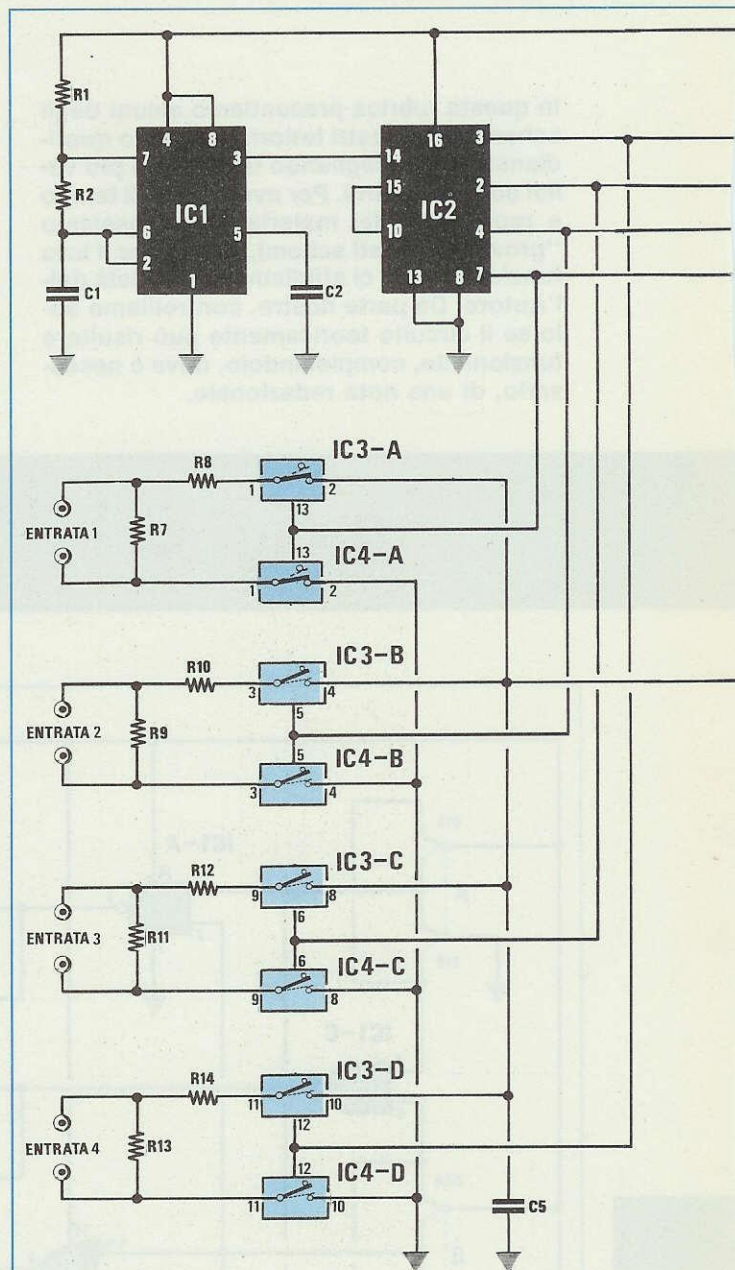 R1
4 8
7 3
R2
IC1
6 5
2
1
C1
C2
16 3
14
15 2
IC2
10 4
13 8 7
IC3-A
R8
1 2
13
ENTRATA 1
R7
13
IC4-A
1 2
IC3-B
R10
3 4
5
ENTRATA 2
R9
5
IC4-B
3 4
IC3-C
R12
9 8
6
ENTRATA 3
R11
6
IC4-C
9 8
IC3-D
R14
11 10
12
ENTRATA 4
R13
12
IC4-D
11 10
C5